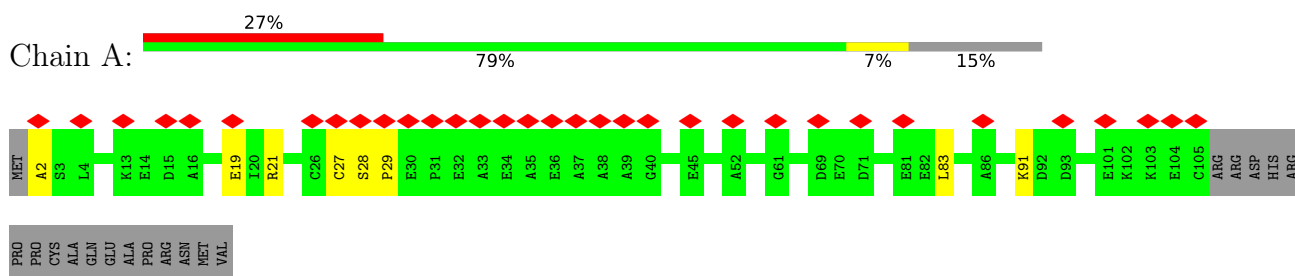 27%
Chain A:
79% 7% 15%
MET A2 S3 L4 K13 E14 D15 A16 E19 I20 R21 C26 C27 S28 P29 E30 P31 E32 A33 E34 A35 E36 A37 A38 A39 G40 E45 A52 G61 D69 E70 D71 E81 E82 L83 A86 K91 D92 D93 E101 K102 K103 E104 C105 ARG ARG ASP HIS ARG
PRO PRO CYS ALA GLN GLU ALA PRO ARG ASN MET VAL